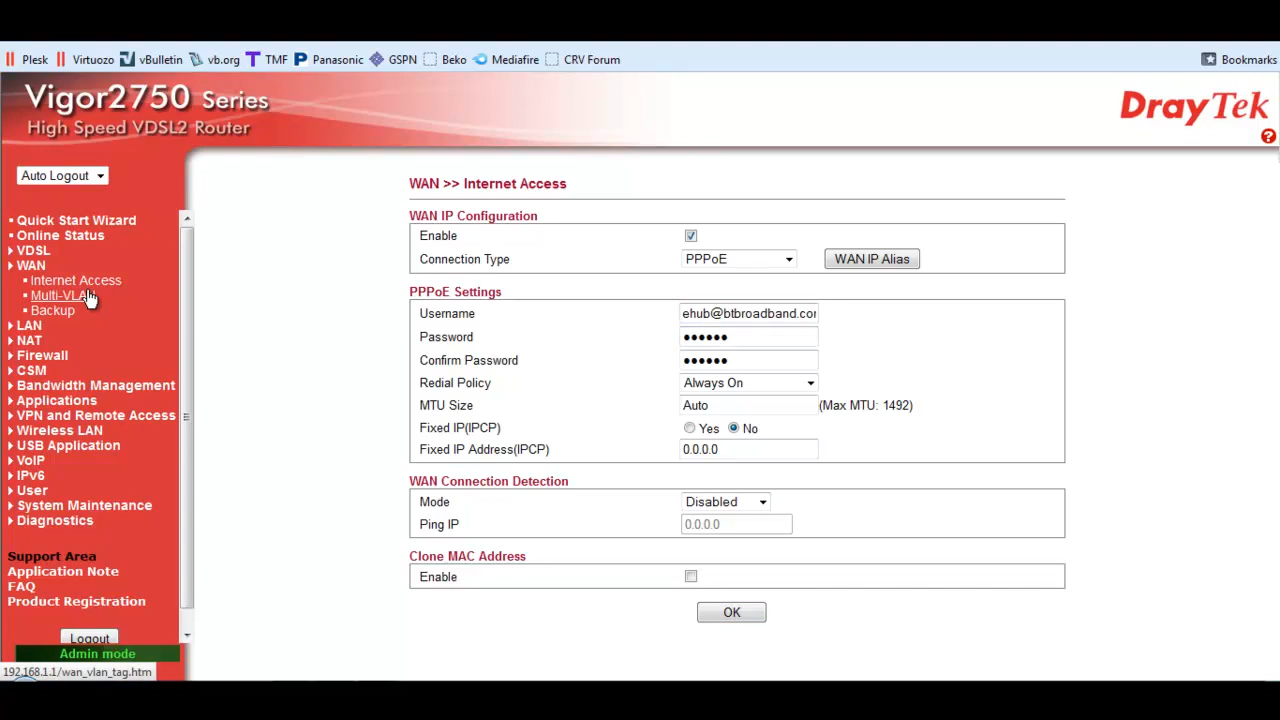 Plesk Virtuozo vBulletin vb.org TMF Panasonic GSPN Beko Mediafire CRV Forum Bookmarks
Vigor2750 Series
High Speed VDSL2 Router
DrayTek
Auto Logout
Quick Start Wizard
Online Status
VDSL
WAN
Internet Access
Multi-VLA
Backup
LAN
NAT
Firewall
CSM
Bandwidth Management
Applications
VPN and Remote Access
Wireless LAN
USB Application
VoIP
IPv6
User
System Maintenance
Diagnostics
Support Area
Application Note
FAQ
Product Registration
Logout
Admin mode
192.168.1.1/wan_vlan_tag.htm
WAN >> Internet Access
WAN IP Configuration
Enable
Connection Type PPPoE WAN IP Alias
PPPoE Settings
Username ehub@btbroadband.cor
Password ••••••
Confirm Password ••••••
Redial Policy Always On
MTU Size Auto (Max MTU: 1492)
Fixed IP(IPCP) Yes No
Fixed IP Address(IPCP) 0.0.0.0
WAN Connection Detection
Mode Disabled
Ping IP 0.0.0.0
Clone MAC Address
Enable
OK